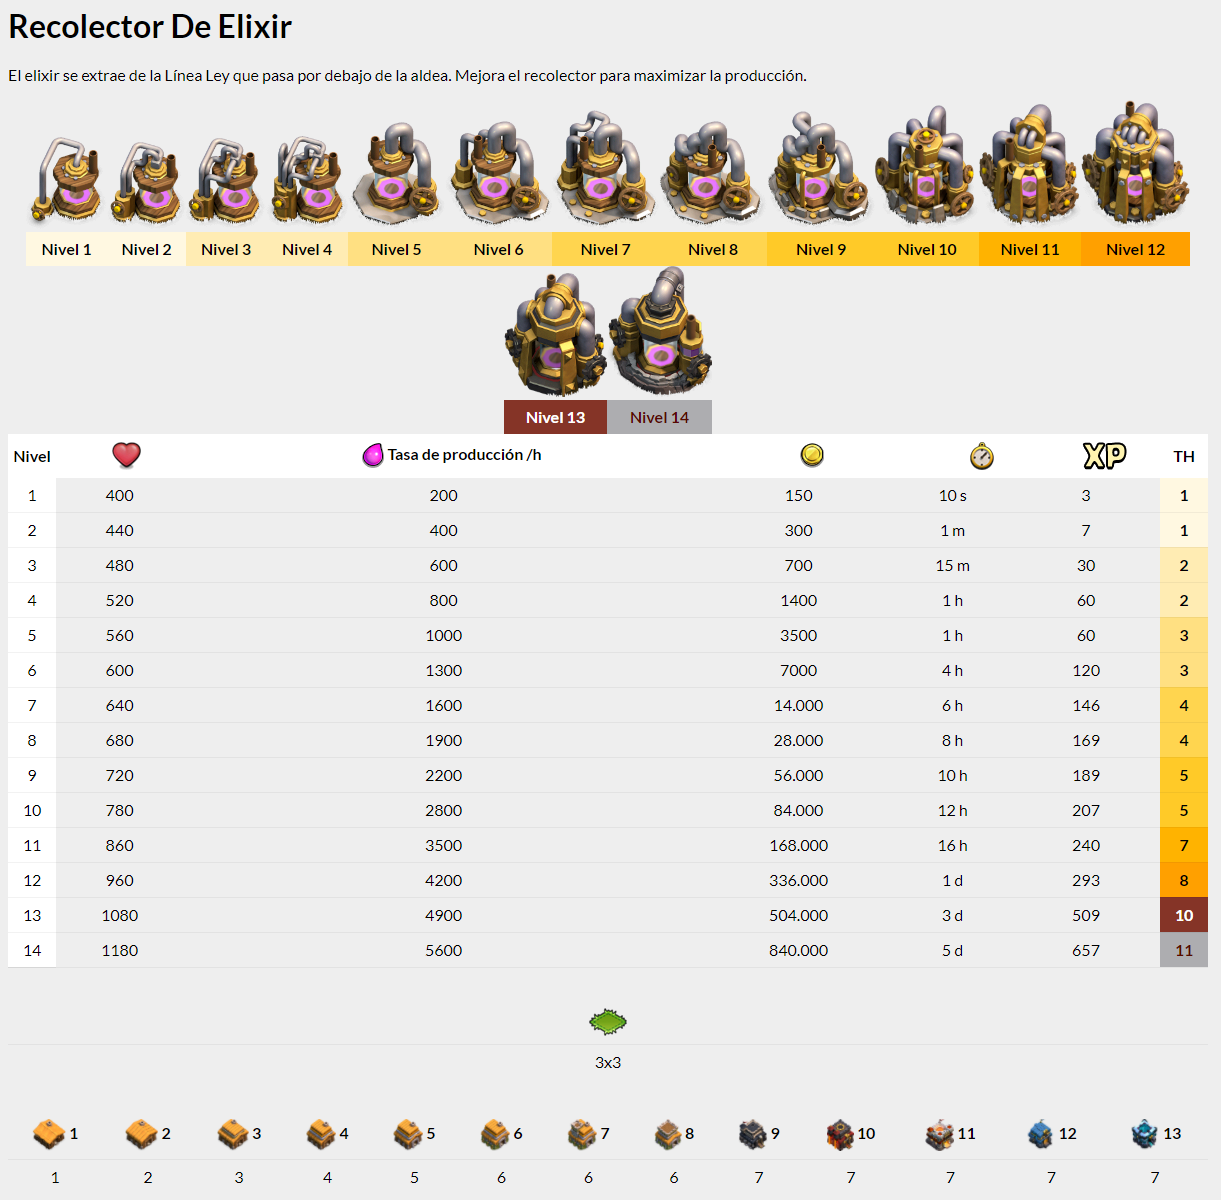 Recolector De Elixir
El elixir se extrae de la Línea Ley que pasa por debajo de la aldea. Mejora el recolector para maximizar la producción.
Nivel 1 Nivel 2 Nivel 3 Nivel 4 Nivel 5 Nivel 6 Nivel 7 Nivel 8 Nivel 9 Nivel 10 Nivel 11 Nivel 12
Nivel 13 Nivel 14
Nivel Tasa de producción /h XP TH
1 400 200 150 10 s 3 1
2 440 400 300 1 m 7 1
3 480 600 700 15 m 30 2
4 520 800 1400 1 h 60 2
5 560 1000 3500 1 h 60 3
6 600 1300 7000 4 h 120 3
7 640 1600 14.000 6 h 146 4
8 680 1900 28.000 8 h 169 4
9 720 2200 56.000 10 h 189 5
10 780 2800 84.000 12 h 207 5
11 860 3500 168.000 16 h 240 7
12 960 4200 336.000 1 d 293 8
13 1080 4900 504.000 3 d 509 10
14 1180 5600 840.000 5 d 657 11
3x3
1 2 3 4 5 6 7 8 9 10 11 12 13
1 2 3 4 5 6 6 6 7 7 7 7 7